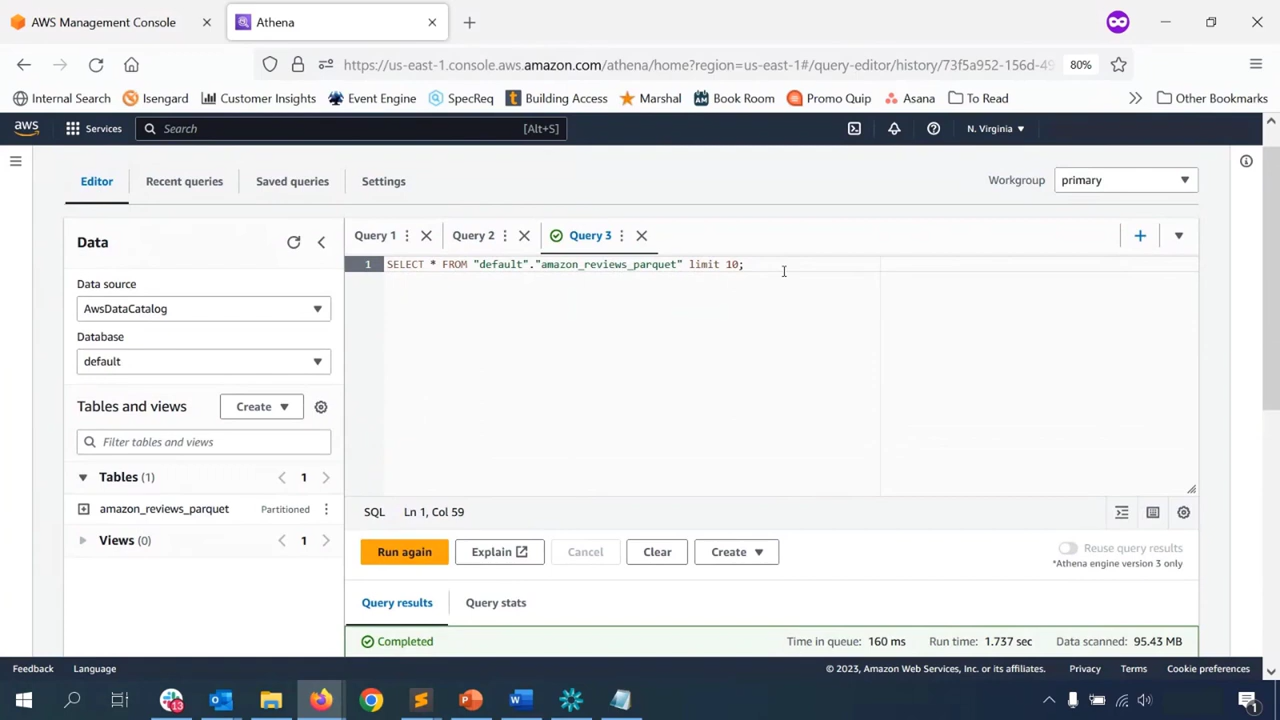 AWS Management Console
Athena
https://us-east-1.console.aws.amazon.com/athena/home?region=us-east-1#/query-editor/history/73f5a952-156d-49
80%
Internal Search
Isengard
Customer Insights
Event Engine
SpecReq
Building Access
Marshal
Book Room
Promo Quip
Asana
To Read
Other Bookmarks
aws
Services
Search
[Alt+S]
N. Virginia
Editor
Recent queries
Saved queries
Settings
Workgroup
primary
Data
Data source
AwsDataCatalog
Database
default
Tables and views
Create
Filter tables and views
Tables (1)
1
amazon_reviews_parquet
Partitioned
Views (0)
1
Query 1
Query 2
Query 3
1 SELECT * FROM "default"."amazon_reviews_parquet" limit 10;
SQL
Ln 1, Col 59
Run again
Explain
Cancel
Clear
Create
Reuse query results
*Athena engine version 3 only
Query results
Query stats
Completed
Time in queue: 160 ms
Run time: 1.737 sec
Data scanned: 95.43 MB
Feedback
Language
© 2023, Amazon Web Services, Inc. or its affiliates.
Privacy
Terms
Cookie preferences
13
1